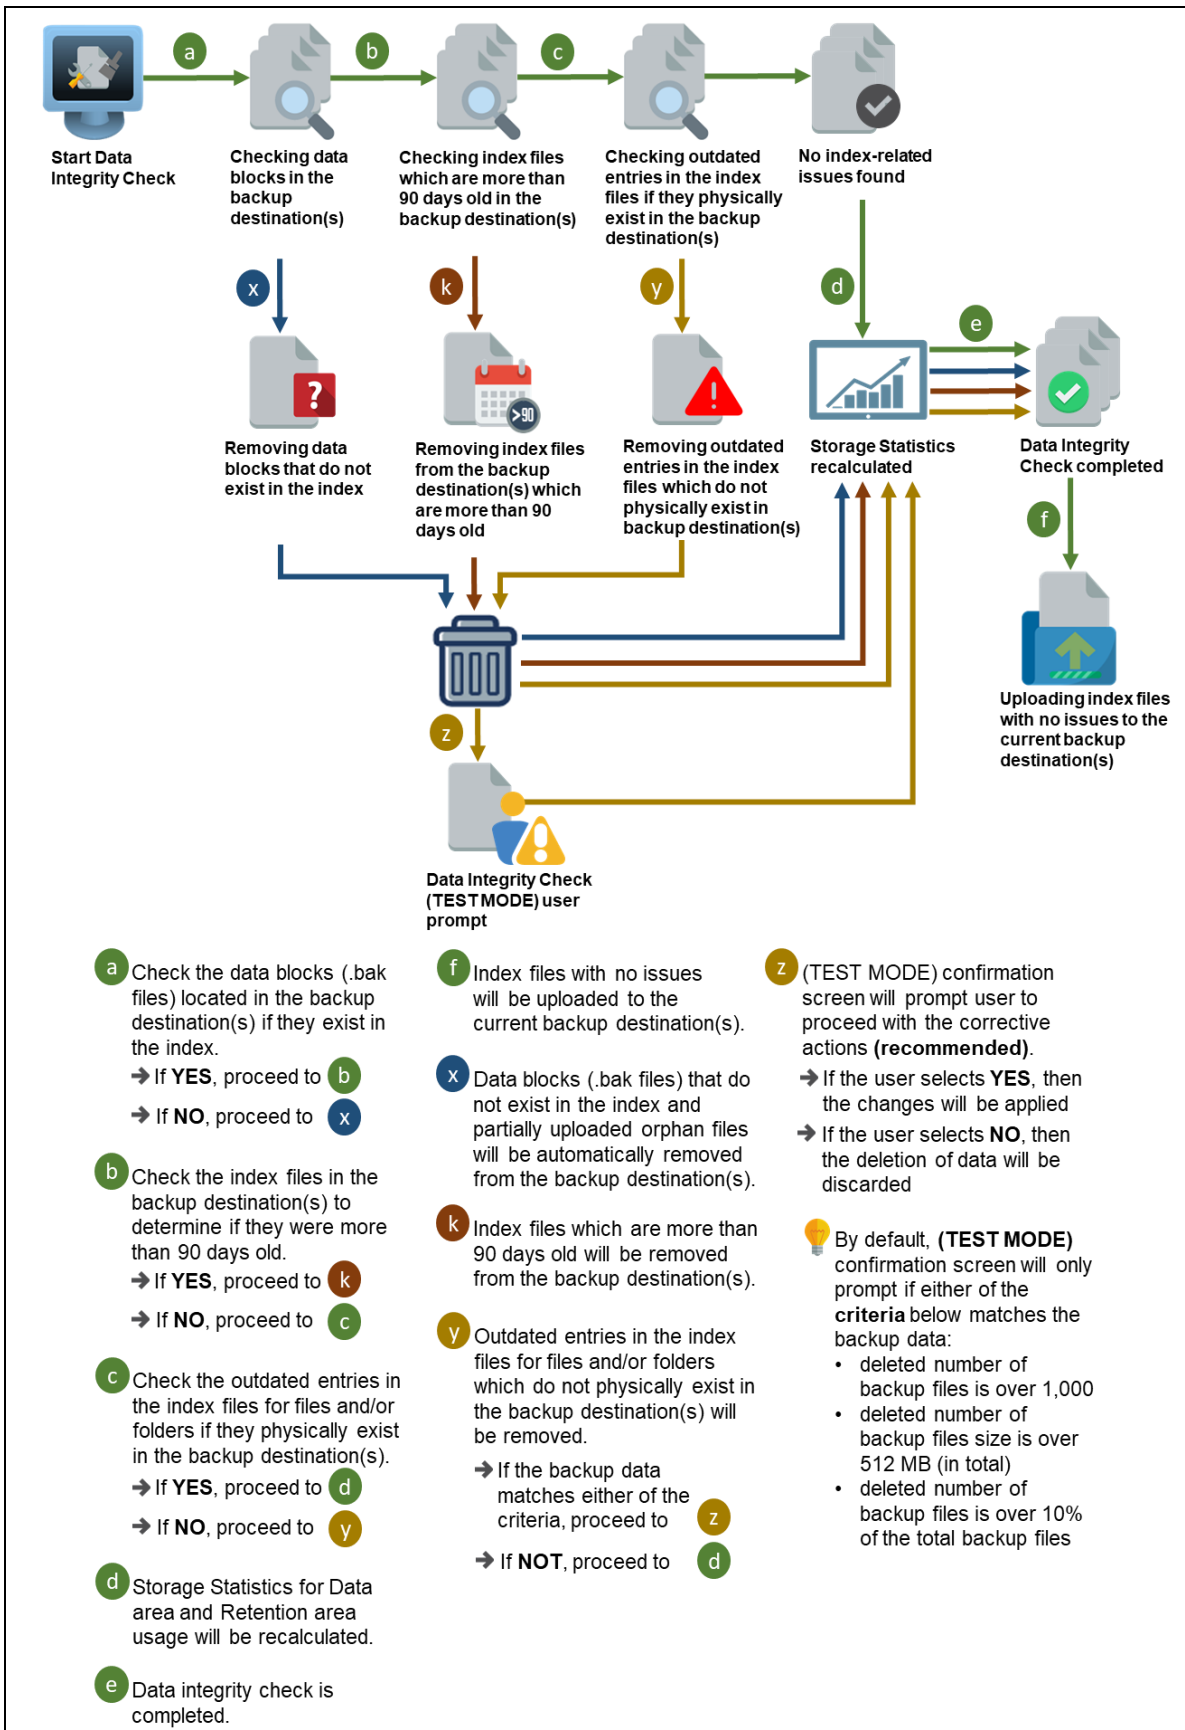 a
b
c
Start Data
Integrity Check
Checking data
blocks in the
backup
destination(s)
Checking index files
which are more than
90 days old in the
backup destination(s)
Checking outdated
entries in the index
files if they physically
exist in the backup
destination(s)
No index-related
issues found
x
k
y
d
e
?
>90
!
Removing data
blocks that do not
exist in the index
Removing index files
from the backup
destination(s) which
are more than 90
days old
Removing outdated
entries in the index
files which do not
physically exist in
backup destination(s)
Storage Statistics
recalculated
Data Integrity
Check completed
f
Uploading index files
with no issues to the
current backup
destination(s)
z
!
Data Integrity Check
(TEST MODE) user
prompt
a Check the data blocks (.bak
files) located in the backup
destination(s) if they exist in
the index.
➔ If YES, proceed to b
➔ If NO, proceed to x
b Check the index files in the
backup destination(s) to
determine if they were more
than 90 days old.
➔ If YES, proceed to k
➔ If NO, proceed to c
c Check the outdated entries in
the index files for files and/or
folders if they physically exist
in the backup destination(s).
➔ If YES, proceed to d
➔ If NO, proceed to y
d Storage Statistics for Data
area and Retention area
usage will be recalculated.
e Data integrity check is
completed.
f Index files with no issues
will be uploaded to the
current backup destination(s).
x Data blocks (.bak files) that do
not exist in the index and
partially uploaded orphan files
will be automatically removed
from the backup destination(s).
k Index files which are more than
90 days old will be removed
from the backup destination(s).
y Outdated entries in the index
files for files and/or folders
which do not physically exist in
the backup destination(s) will
be removed.
➔ If the backup data
matches either of the
criteria, proceed to z
➔ If NOT, proceed to d
z (TEST MODE) confirmation
screen will prompt user to
proceed with the corrective
actions (recommended).
➔ If the user selects YES, then
the changes will be applied
➔ If the user selects NO, then
the deletion of data will be
discarded
By default, (TEST MODE)
confirmation screen will only
prompt if either of the
criteria below matches the
backup data:
• deleted number of
backup files is over 1,000
• deleted number of
backup files size is over
512 MB (in total)
• deleted number of
backup files is over 10%
of the total backup files